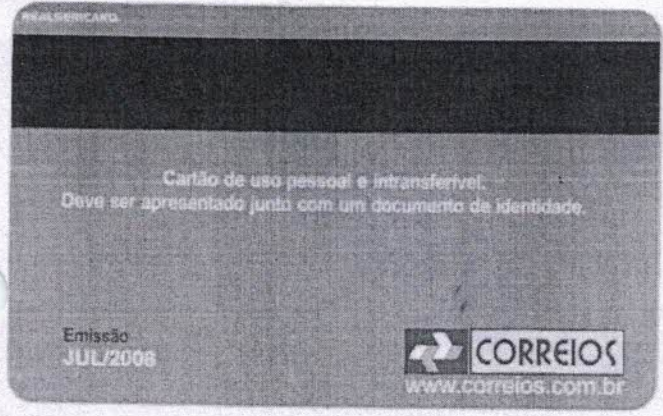 Cartão de uso pessoal e intransferível.
Deve ser apresentado junto com um documento de identidade.
Emissão
JUL/2008
CORREIOS
www.correios.com.br